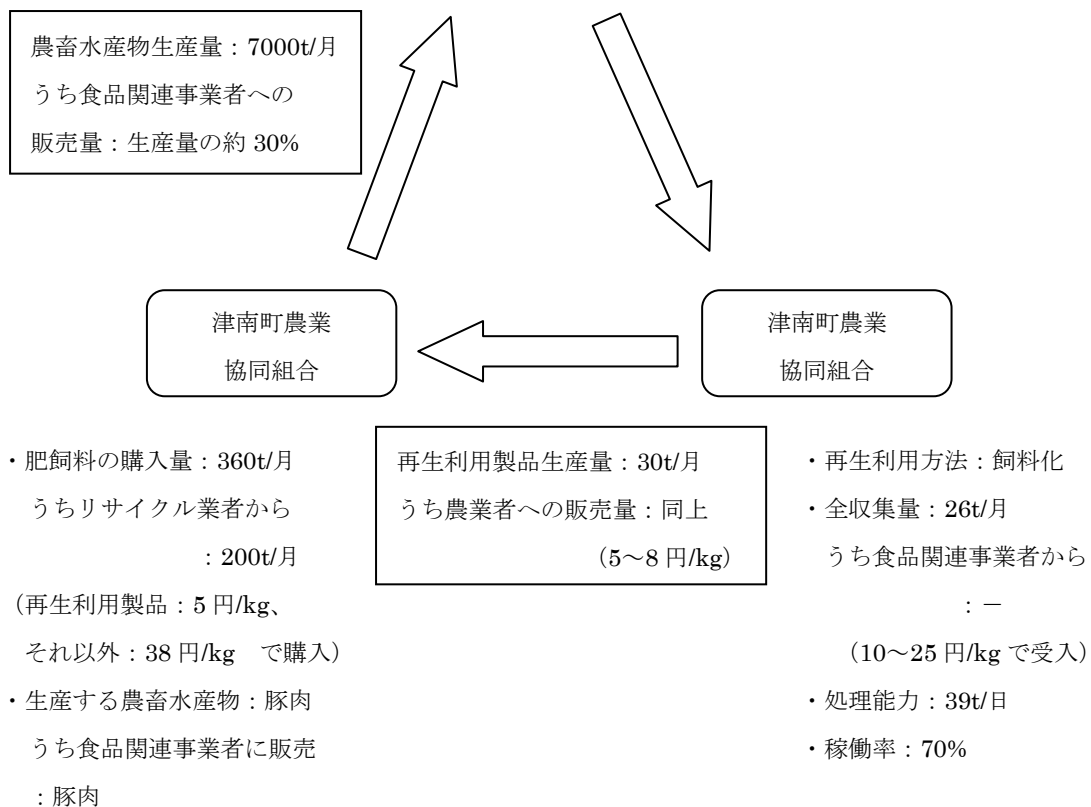 農畜水産物生産量：7000t/月
うち食品関連事業者への
販売量：生産量の約 30%
津南町農業
協同組合
津南町農業
協同組合
・肥飼料の購入量：360t/月
うちリサイクル業者から
：200t/月
（再生利用製品：5 円/kg、
それ以外：38 円/kg　で購入）
・生産する農畜水産物：豚肉
うち食品関連事業者に販売
：豚肉
再生利用製品生産量：30t/月
うち農業者への販売量：同上
（5～8 円/kg）
・再生利用方法：飼料化
・全収集量：26t/月
うち食品関連事業者から
：－
（10～25 円/kg で受入）
・処理能力：39t/日
・稼働率：70%